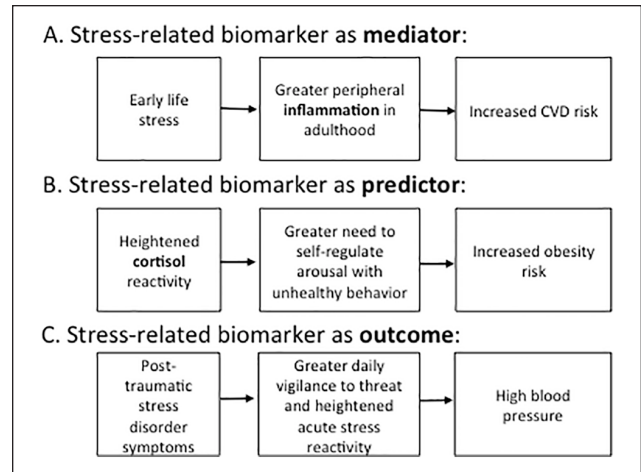 A. Stress-related biomarker as mediator:
Early life
stress
Greater peripheral
inflammation in
adulthood
Increased CVD risk
B. Stress-related biomarker as predictor:
Heightened
cortisol
reactivity
Greater need to
self-regulate
arousal with
unhealthy behavior
Increased obesity
risk
C. Stress-related biomarker as outcome:
Post-
traumatic
stress
disorder
symptoms
Greater daily
vigilance to threat
and heightened
acute stress
reactivity
High blood
pressure